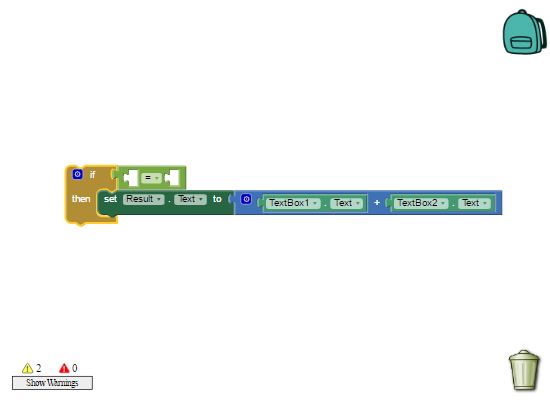 if =
then set Result . Text to TextBox1 . Text + TextBox2 . Text
2 0
Show Warnings